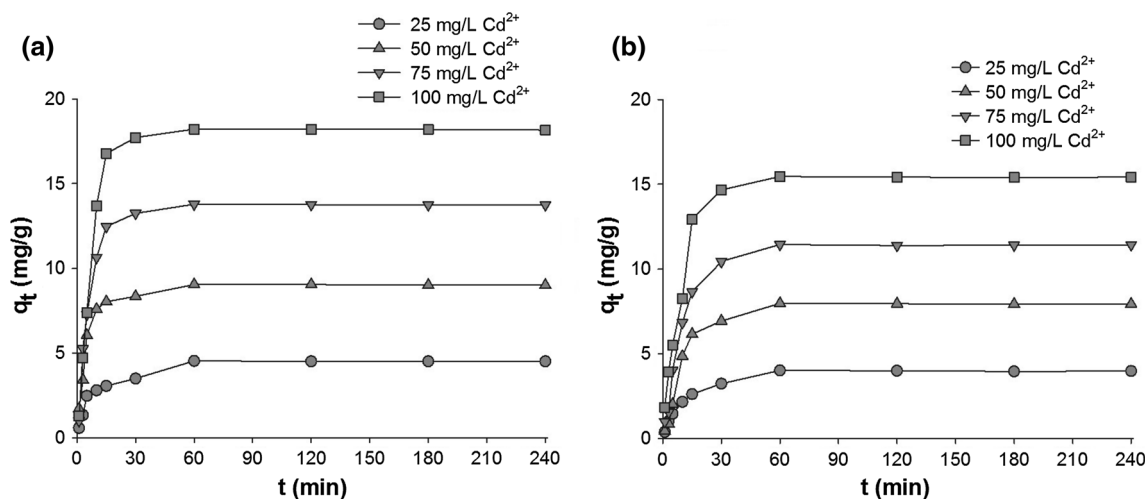 (a)
25 mg/L Cd²⁺
50 mg/L Cd²⁺
75 mg/L Cd²⁺
100 mg/L Cd²⁺
20
15
10
5
0
qt (mg/g)
0 30 60 90 120 150 180 210 240
t (min)
(b)
25 mg/L Cd²⁺
50 mg/L Cd²⁺
75 mg/L Cd²⁺
100 mg/L Cd²⁺
20
15
10
5
0
qt (mg/g)
0 30 60 90 120 150 180 210 240
t (min)